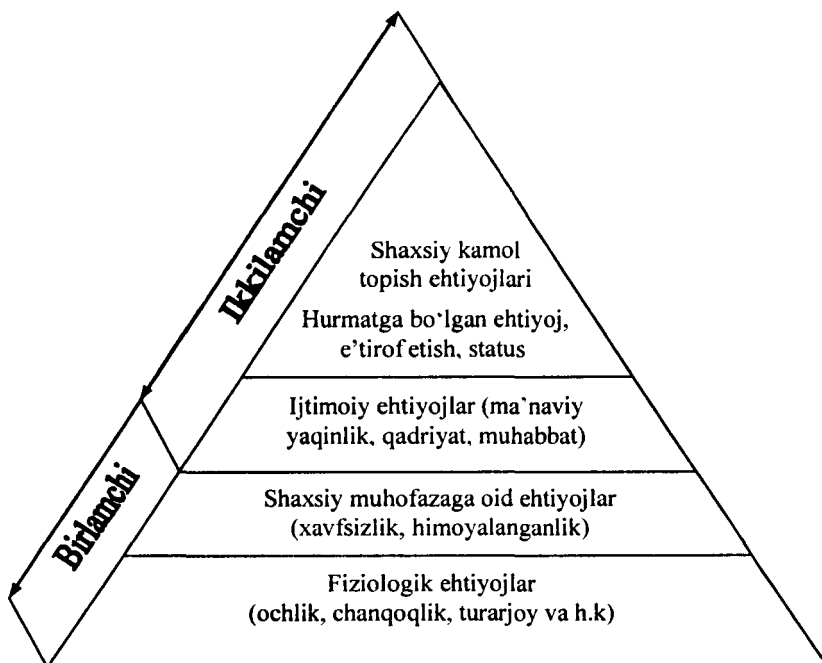 Ikkilamchi
Shaxsiy kamol
topish ehtiyojlari
Hurmatga bo‘lgan ehtiyoj,
e’tirof etish, status
Ijtimoiy ehtiyojlar (ma‘naviy
yaqinlik, qadriyat, muhabbat)
Birlamchi
Shaxsiy muhofazaga oid ehtiyojlar
(xavfsizlik, himoyalanganlik)
Fiziologik ehtiyojlar
(ochlik, chanqoqlik, turarjoy va h.k)